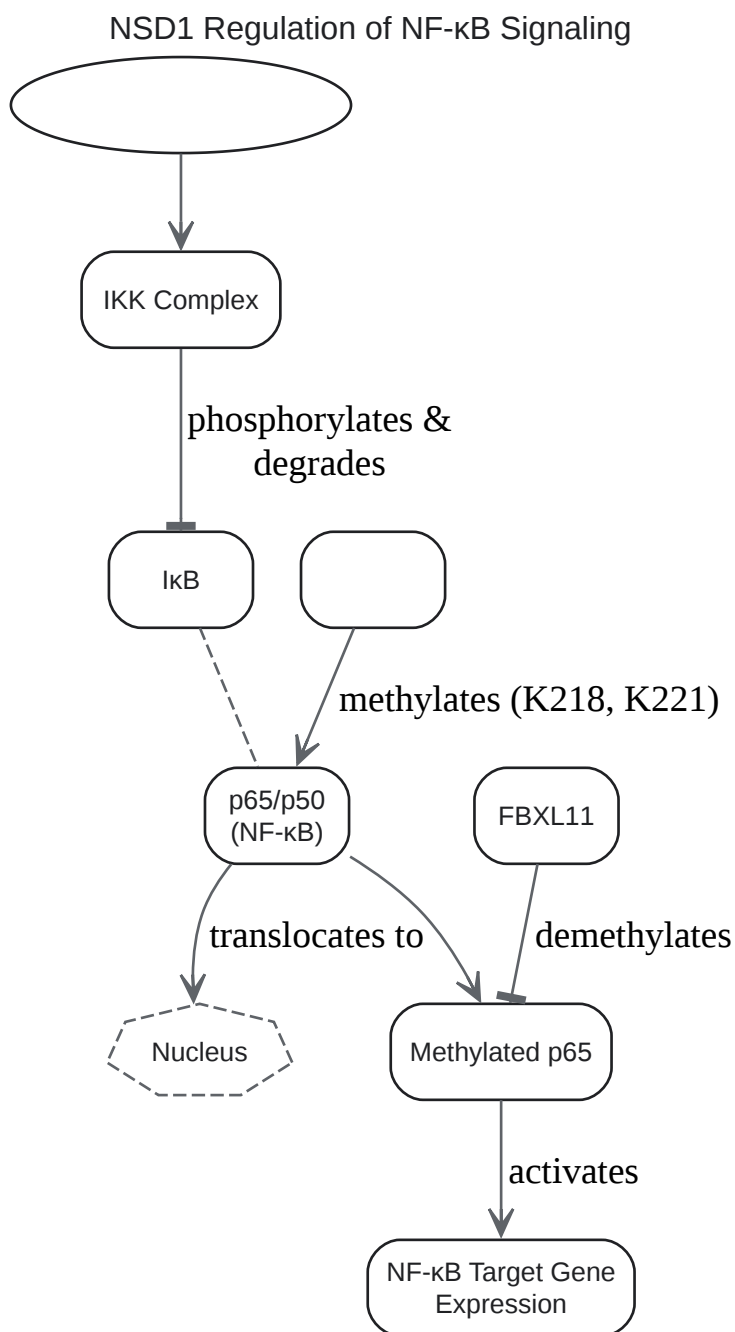 NSD1 Regulation of NF-κB Signaling
IKK Complex
phosphorylates &
degrades
IκB
methylates (K218, K221)
p65/p50
(NF-κB)
FBXL11
translocates to
demethylates
Nucleus
Methylated p65
activates
NF-κB Target Gene
Expression